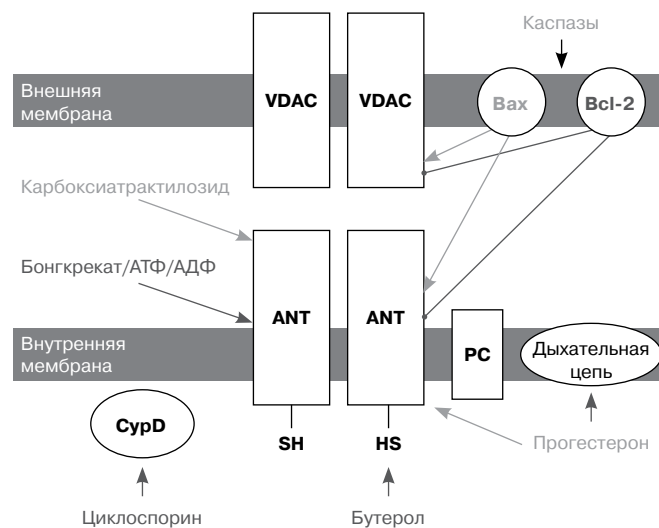 Каспазы
Внешняя
мембрана
VDAC
VDAC
Bax
Bcl-2
Карбоксиатрактилозид
Бонгкрекат/АТФ/АДФ
ANT
ANT
Внутренняя
мембрана
PC
Дыхательная
цепь
CypD
SH
HS
Прогестерон
Циклоспорин
Бутерол